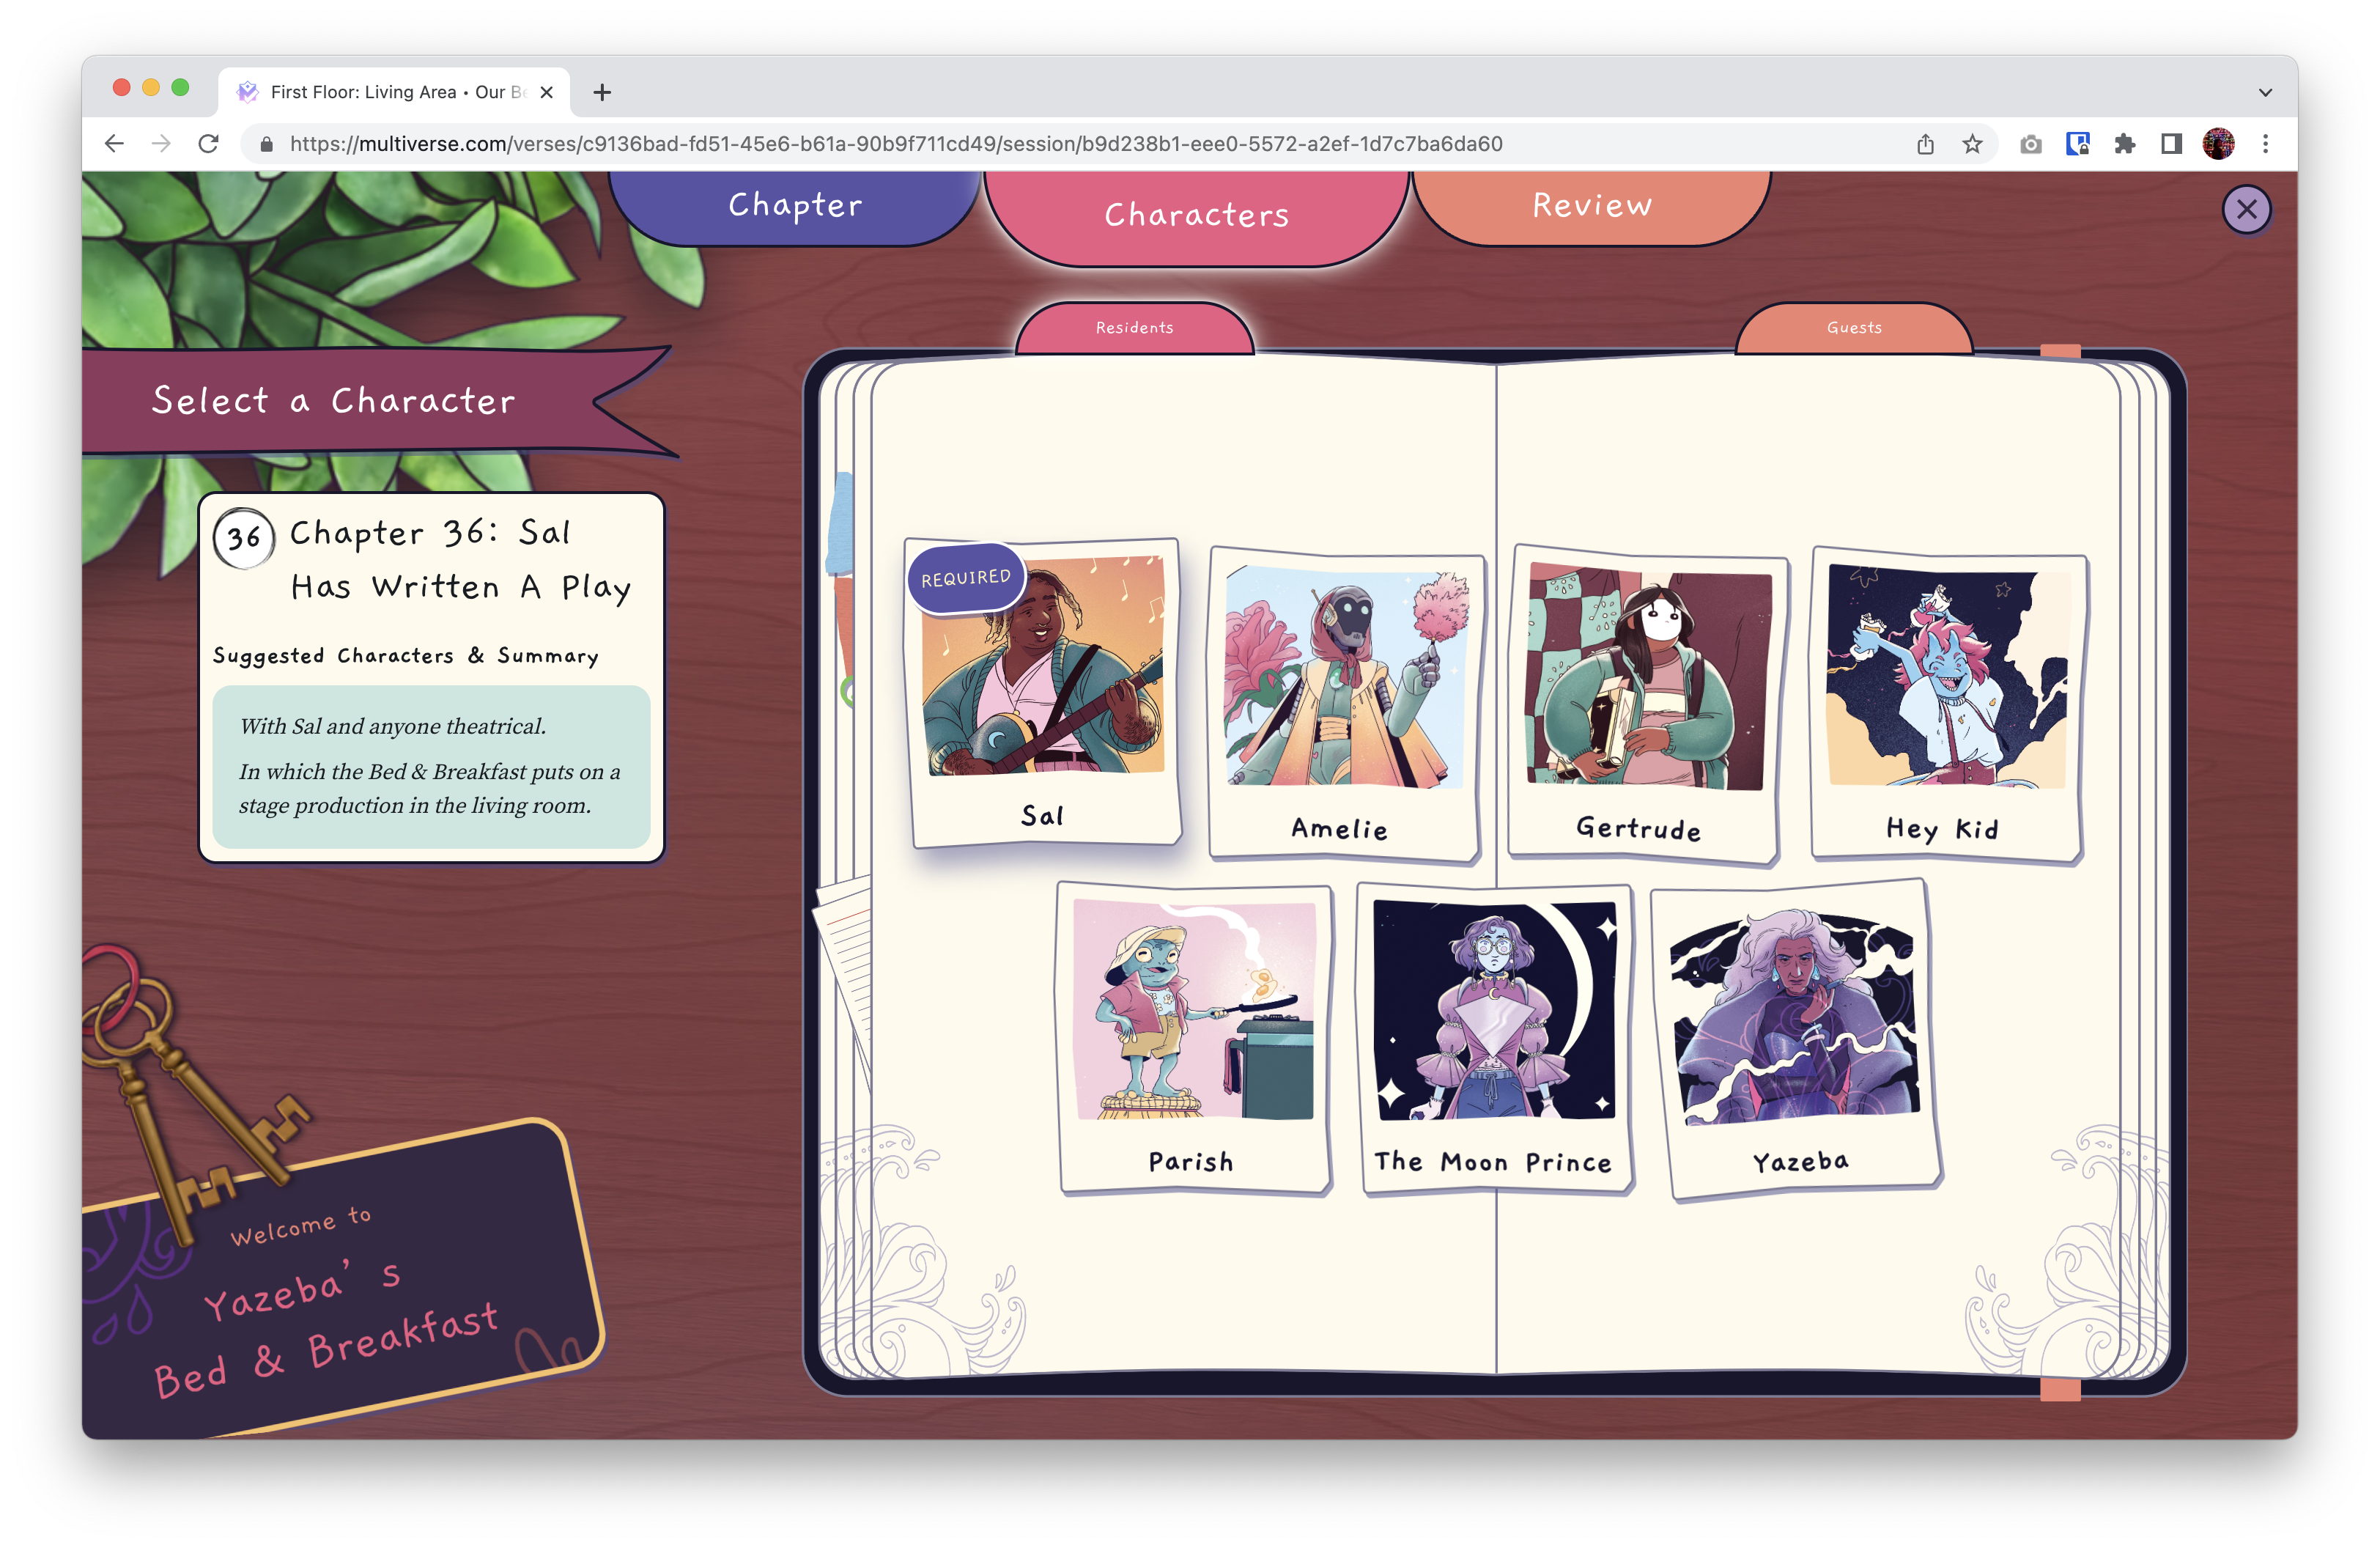 First Floor: Living Area • Our Be
https://multiverse.com/verses/c9136bad-fd51-45e6-b61a-90b9f711cd49/session/b9d238b1-eee0-5572-a2ef-1d7c7ba6da60
Chapter
Characters
Review
Residents
Guests
Select a Character
36
Chapter 36: Sal
Has Written A Play
Suggested Characters & Summary
With Sal and anyone theatrical.
In which the Bed & Breakfast puts on a
stage production in the living room.
REQUIRED
Sal
Amelie
Gertrude
Hey Kid
Parish
The Moon Prince
Yazeba
Welcome to
Yazeba's
Bed & Breakfast